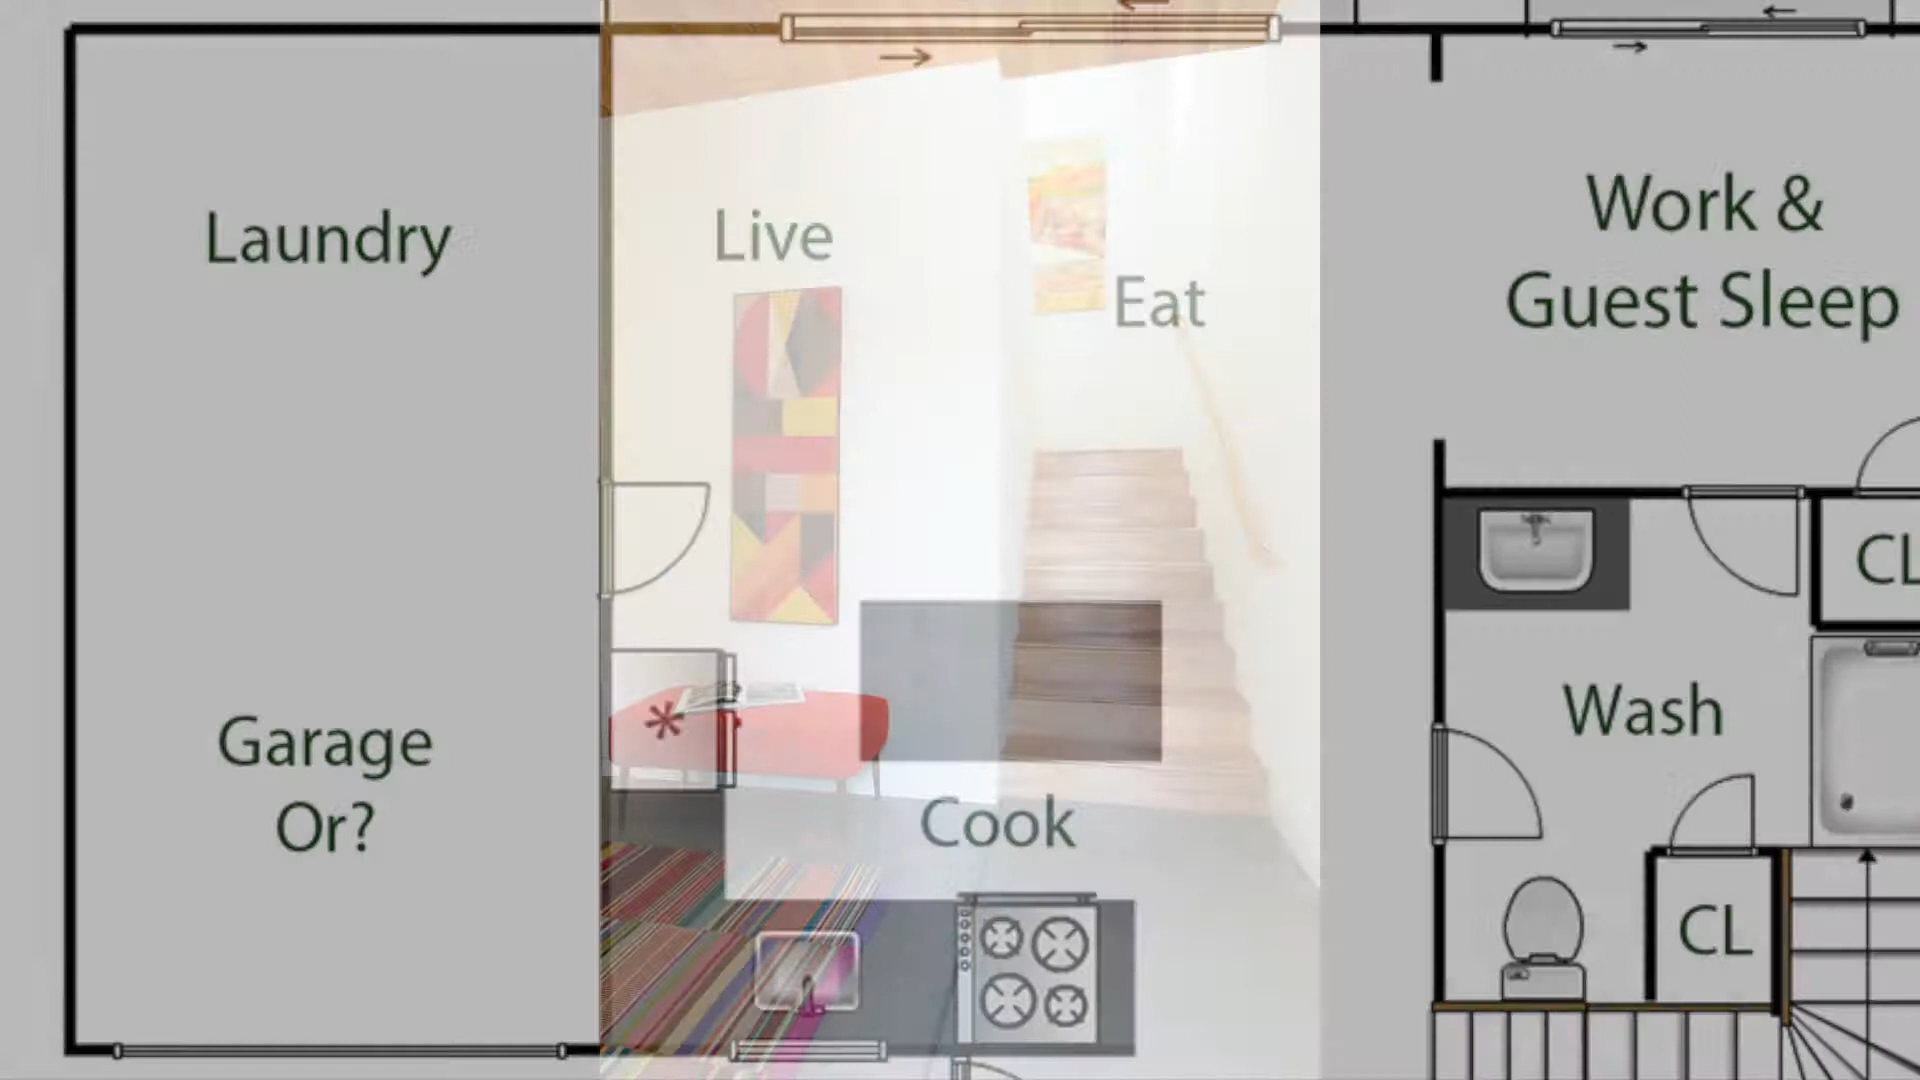 Laundry
Live
Eat
Work &
Guest Sleep
CL
Wash
*
Garage
Or?
Cook
CL